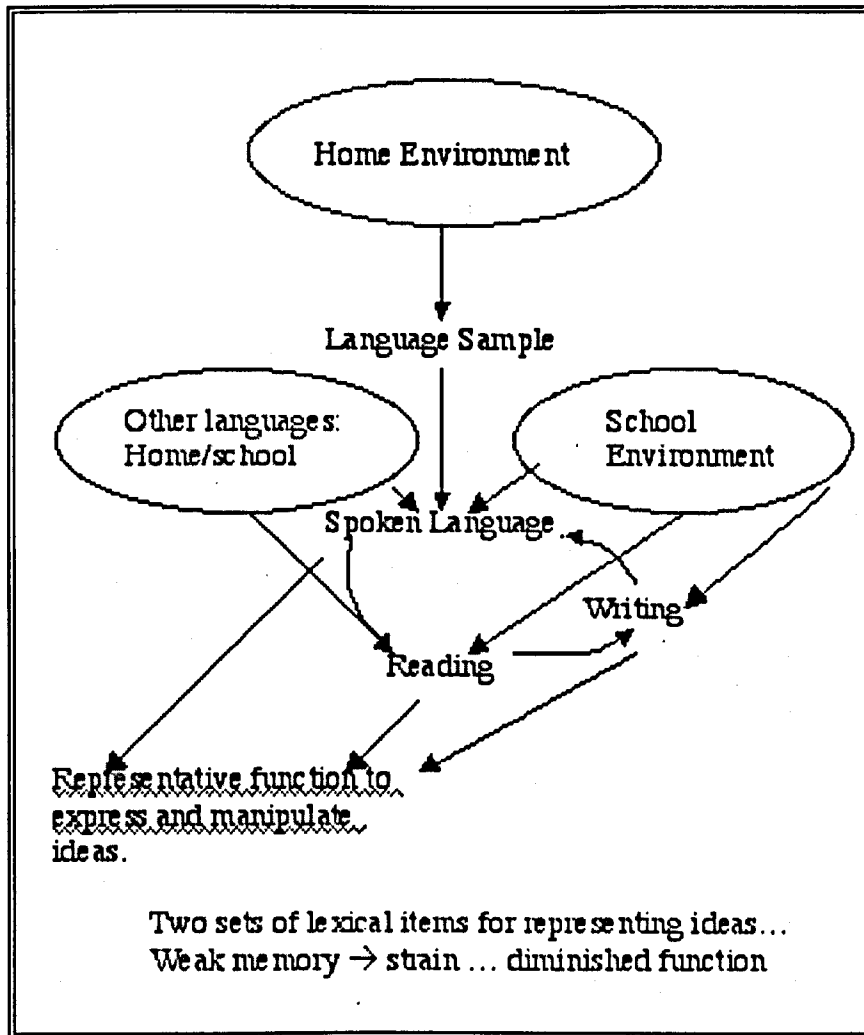 Home Environment
Language Sample
Other languages:
Home/school
School
Environment
Spoken Language
Writing
Reading
Representative function to
express and manipulate
ideas.
Two sets of lexical items for representing ideas...
Weak memory → strain ... diminished function